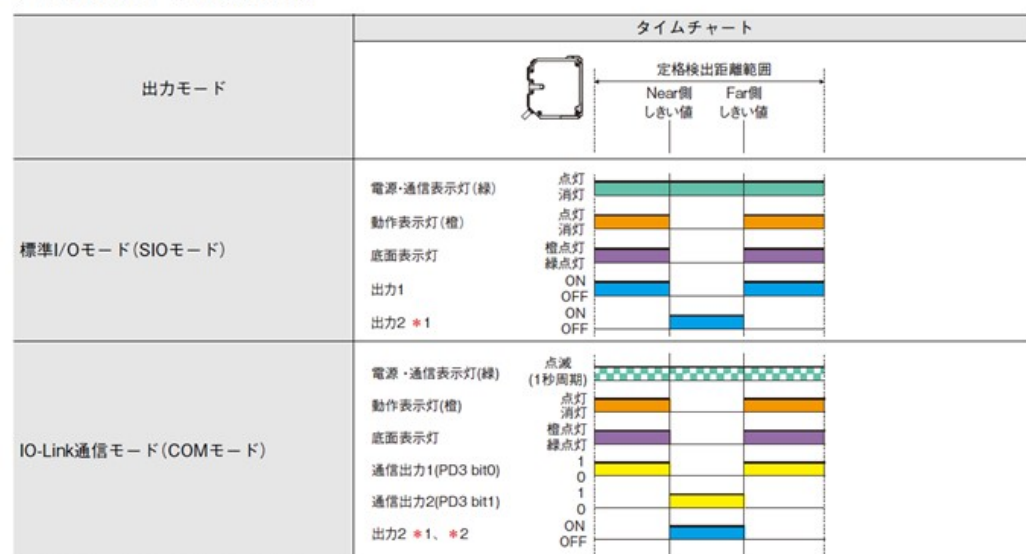 タイムチャート
出力モード
定格検出距離範囲
Near側 Far側
しきい値 しきい値
標準I/Oモード(SIOモード)
電源・通信表示灯(緑) 点灯
消灯
動作表示灯(橙) 点灯
消灯
底面表示灯 橙点灯
緑点灯
出力1 ON
OFF
出力2 *1 ON
OFF
IO-Link通信モード(COMモード)
電源・通信表示灯(緑) 点滅
(1秒周期)
動作表示灯(橙) 点灯
消灯
底面表示灯 橙点灯
緑点灯
通信出力1(PD3 bit0) 1
0
通信出力2(PD3 bit1) 1
0
出力2 *1、*2 ON
OFF